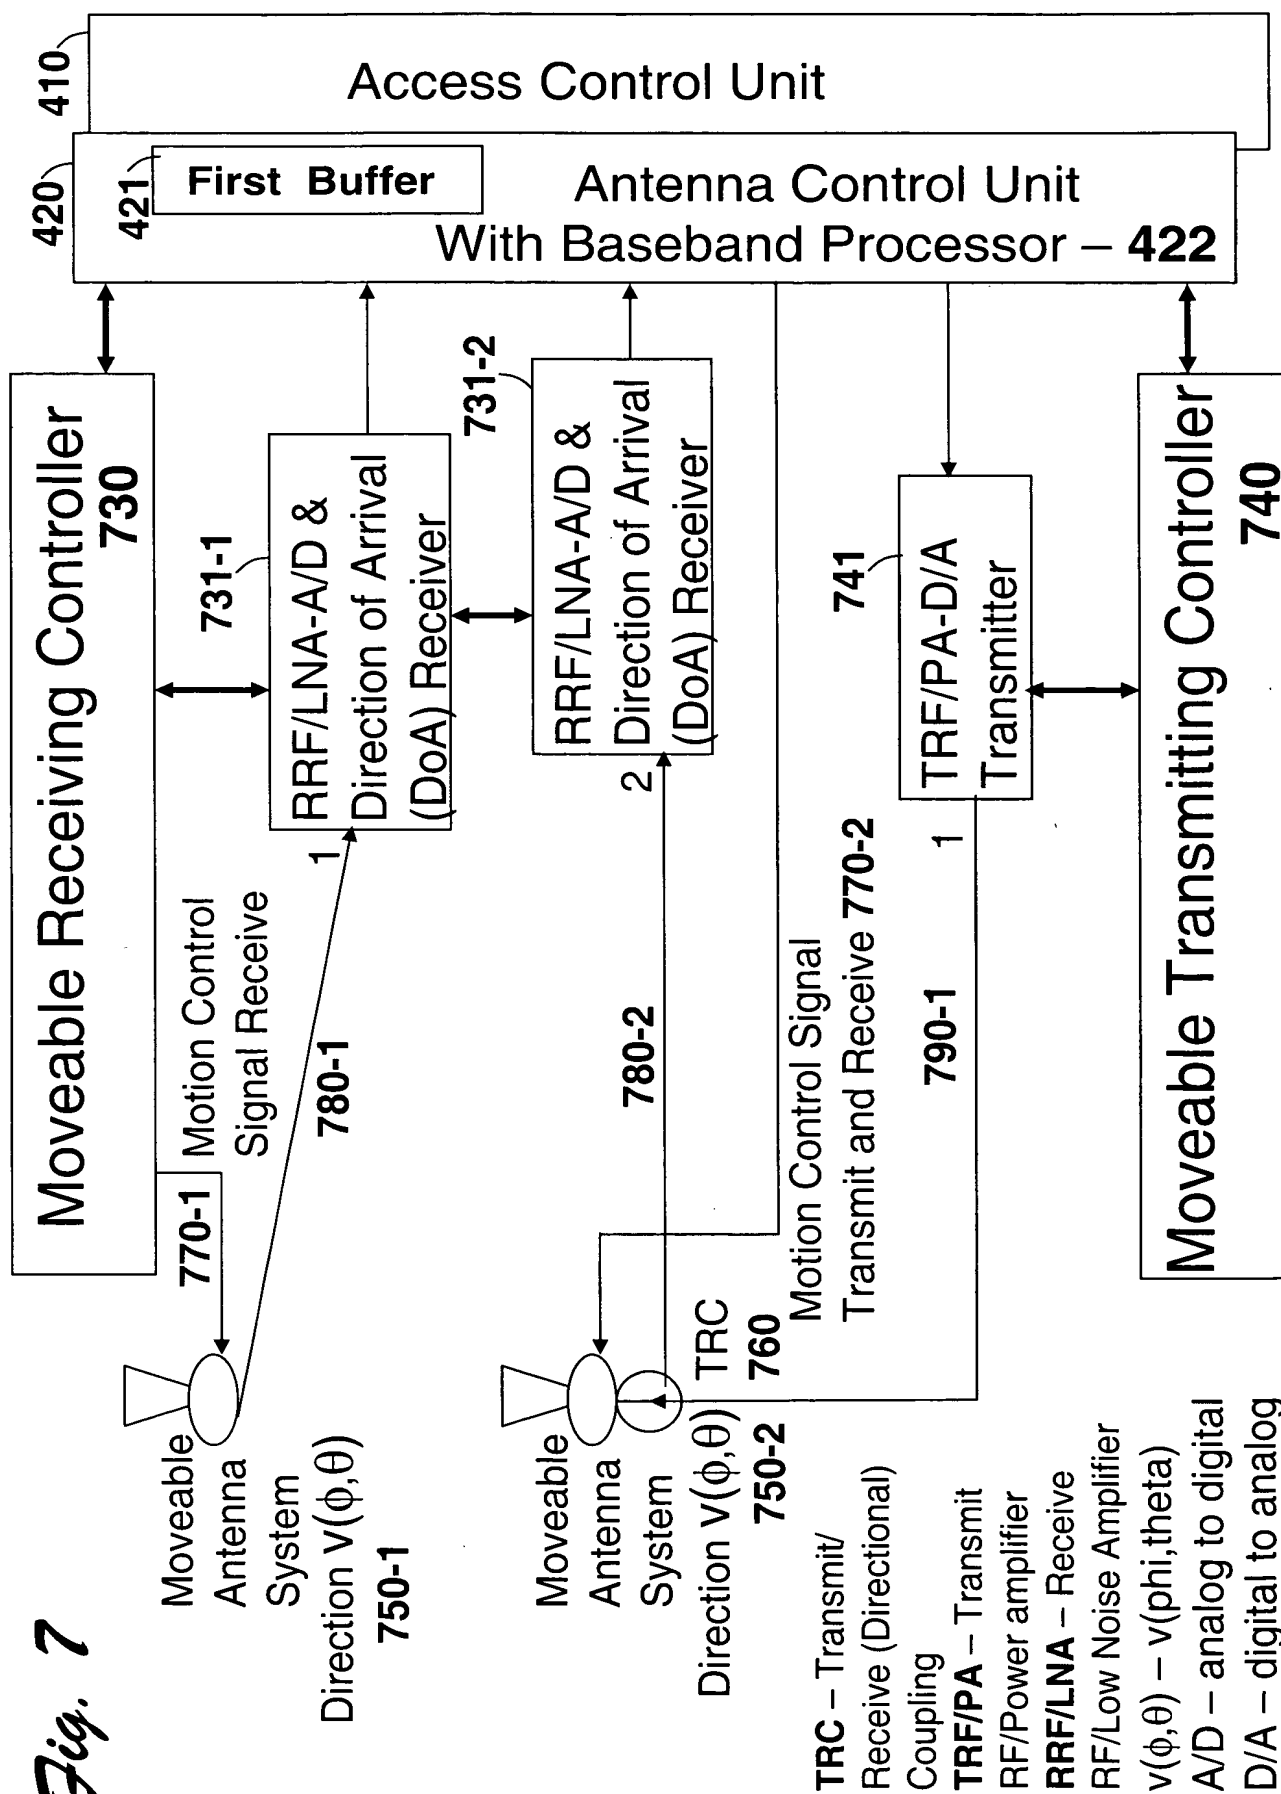 Fig. 7
Moveable Receiving Controller
730
770-1
Motion Control
Signal Receive
Moveable
Antenna
System
Direction v(ϕ,θ)
750-1
780-1
1
731-1
RRF/LNA-A/D &
Direction of Arrival
(DoA) Receiver
731-2
RRF/LNA-A/D &
Direction of Arrival
(DoA) Receiver
2
780-2
Moveable
Antenna
System
Direction v(ϕ,θ)
750-2
TRC
760
Motion Control Signal
Transmit and Receive 770-2
790-1
1
741
TRF/PA-D/A
Transmitter
Moveable Transmitting Controller
740
410
Access Control Unit
420
421
First Buffer
Antenna Control Unit
With Baseband Processor – 422
TRC – Transmit/
Receive (Directional)
Coupling
TRF/PA – Transmit
RF/Power amplifier
RRF/LNA – Receive
RF/Low Noise Amplifier
v(ϕ,θ) – v(phi,theta)
A/D – analog to digital
D/A – digital to analog